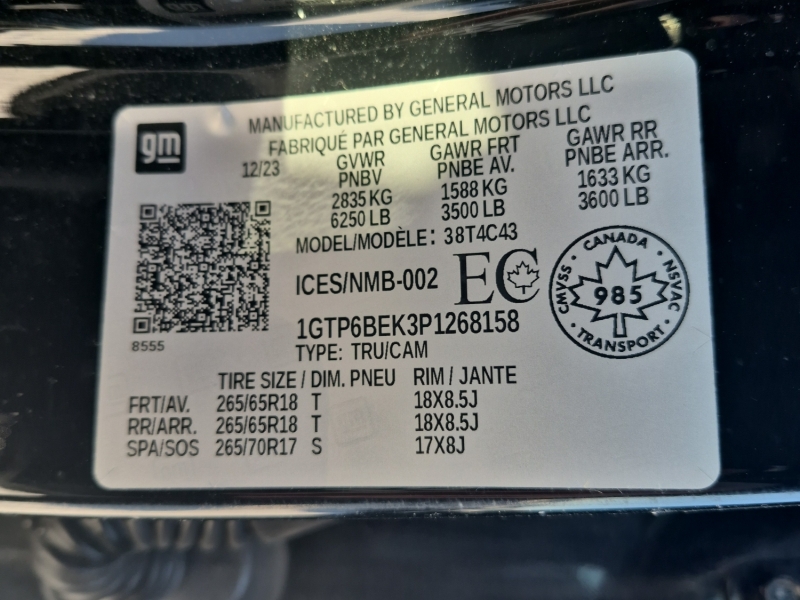 gm
MANUFACTURED BY GENERAL MOTORS LLC
FABRIQUÉ PAR GENERAL MOTORS LLC
12/23
GVWR GAWR FRT GAWR RR
PNBV PNBE AV. PNBE ARR.
2835 KG 1588 KG 1633 KG
6250 LB 3500 LB 3600 LB
MODEL/MODÈLE: 38T4C43
ICES/NMB-002 EC
CANADA
CMVSS 985 NSVAC
TRANSPORT
1GTP6BEK3P1268158
8555
TYPE: TRU/CAM
TIRE SIZE / DIM. PNEU RIM / JANTE
FRT/AV. 265/65R18 T 18X8.5J
RR/ARR. 265/65R18 T 18X8.5J
SPA/SOS 265/70R17 S 17X8J